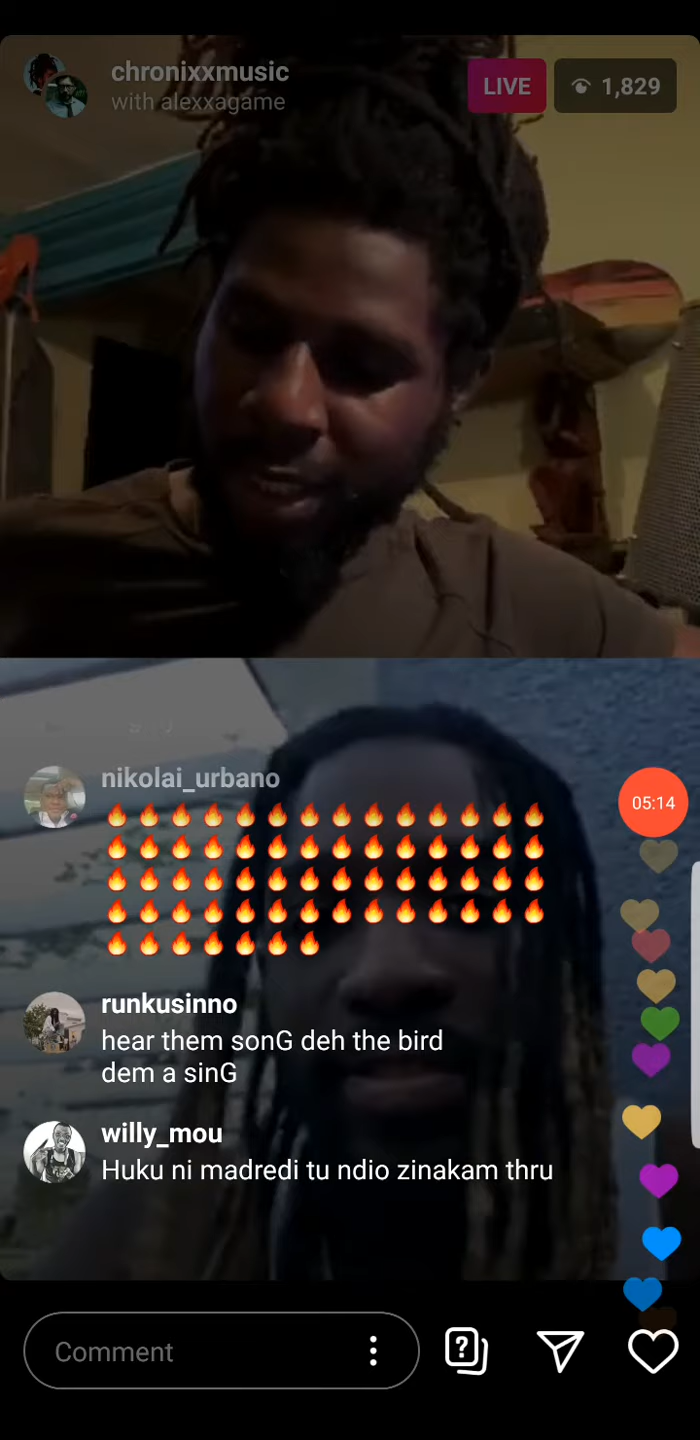 chronixxmusic
with alexxagame
LIVE
1,829
nikolai_urbano
🔥🔥🔥🔥🔥🔥🔥🔥🔥🔥🔥🔥🔥🔥
🔥🔥🔥🔥🔥🔥🔥🔥🔥🔥🔥🔥🔥🔥
🔥🔥🔥🔥🔥🔥🔥🔥🔥🔥🔥🔥🔥🔥
🔥🔥🔥🔥🔥🔥🔥🔥🔥🔥🔥🔥🔥🔥
🔥🔥🔥🔥🔥🔥🔥
05:14
runkusinno
hear them sonG deh the bird
dem a sinG
willy_mou
Huku ni madredi tu ndio zinakam thru
Comment